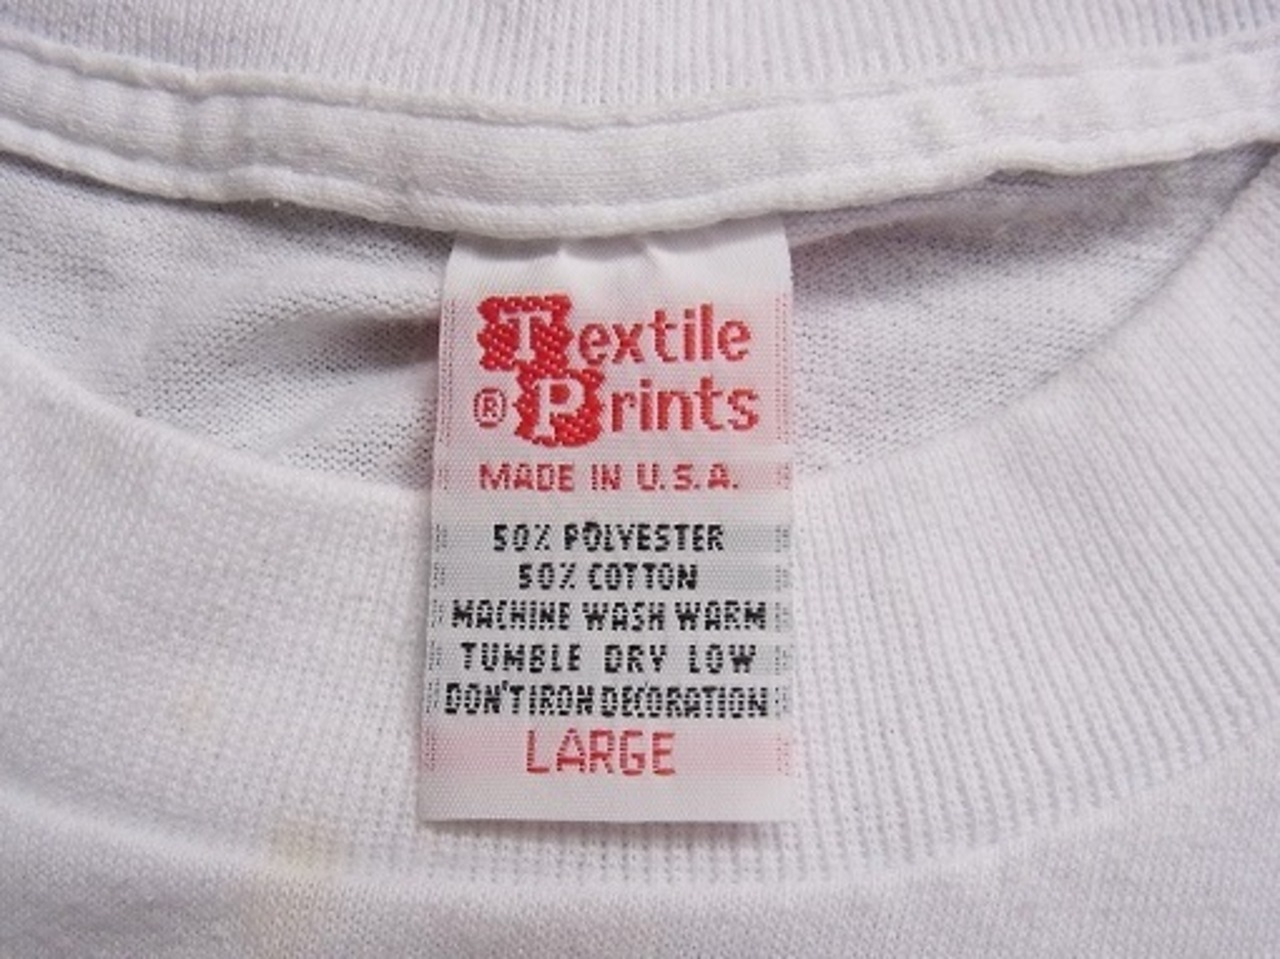 Textile
® Prints
MADE IN U.S.A.
50% POLYESTER
50% COTTON
MACHINE WASH WARM
TUMBLE DRY LOW
DON'T IRON DECORATION
LARGE